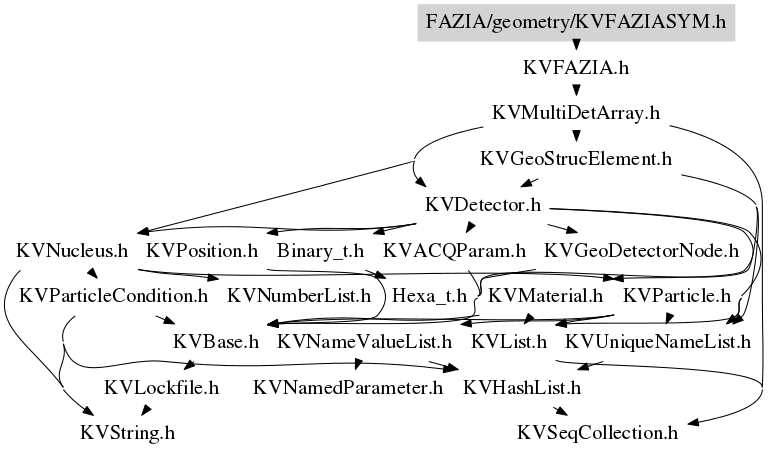 FAZIA/geometry/KVFAZIASYM.h
KVFAZIA.h
KVMultiDetArray.h
KVGeoStrucElement.h
KVDetector.h
KVNucleus.h KVPosition.h Binary_t.h KVACQParam.h KVGeoDetectorNode.h
KVParticleCondition.h KVNumberList.h Hexa_t.h KVMaterial.h KVParticle.h
KVBase.h KVNameValueList.h KVList.h KVUniqueNameList.h
KVLockfile.h KVNamedParameter.h KVHashList.h
KVString.h KVSeqCollection.h